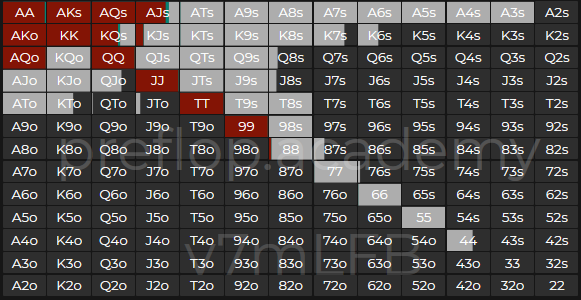 AA AKs AQs AJs ATs A9s A8s A7s A6s A5s A4s A3s A2s
AKo KK KQs KJs KTs K9s K8s K7s K6s K5s K4s K3s K2s
AQo KQo QQ QJs QTs Q9s Q8s Q7s Q6s Q5s Q4s Q3s Q2s
AJo KJo QJo JJ JTs J9s J8s J7s J6s J5s J4s J3s J2s
ATo KTo QTo JTo TT T9s T8s T7s T6s T5s T4s T3s T2s
A9o K9o Q9o J9o T9o 99 98s 97s 96s 95s 94s 93s 92s
A8o K8o Q8o J8o T8o 98o 88 87s 86s 85s 84s 83s 82s
preflop.academy
A7o K7o Q7o J7o T7o 97o 87o 77 76s 75s 74s 73s 72s
A6o K6o Q6o J6o T6o 96o 86o 76o 66 65s 64s 63s 62s
A5o K5o Q5o J5o T5o 95o 85o 75o 65o 55 54s 53s 52s
A4o K4o Q4o J4o T4o 94o 84o 74o 64o 54o 44 43s 42s
v7mLFB
A3o K3o Q3o J3o T3o 93o 83o 73o 63o 53o 43o 33 32s
A2o K2o Q2o J2o T2o 92o 82o 72o 62o 52o 42o 32o 22